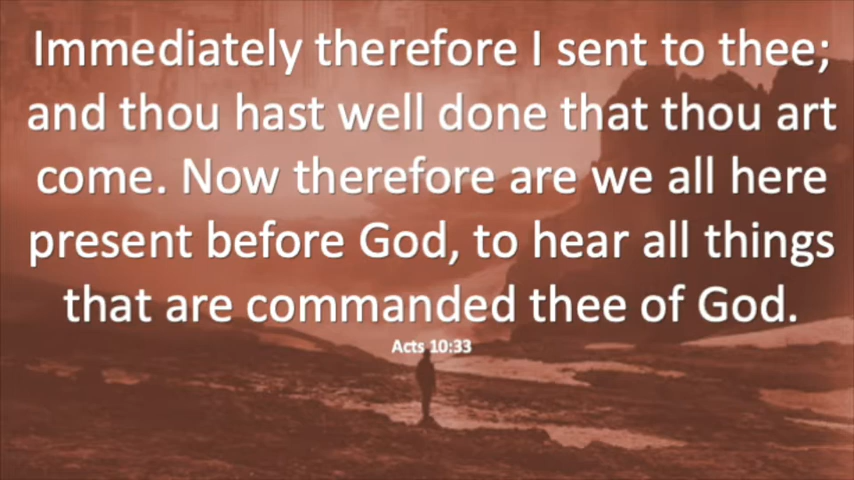 Immediately therefore I sent to thee;
and thou hast well done that thou art
come. Now therefore are we all here
present before God, to hear all things
that are commanded thee of God.
Acts 10:33